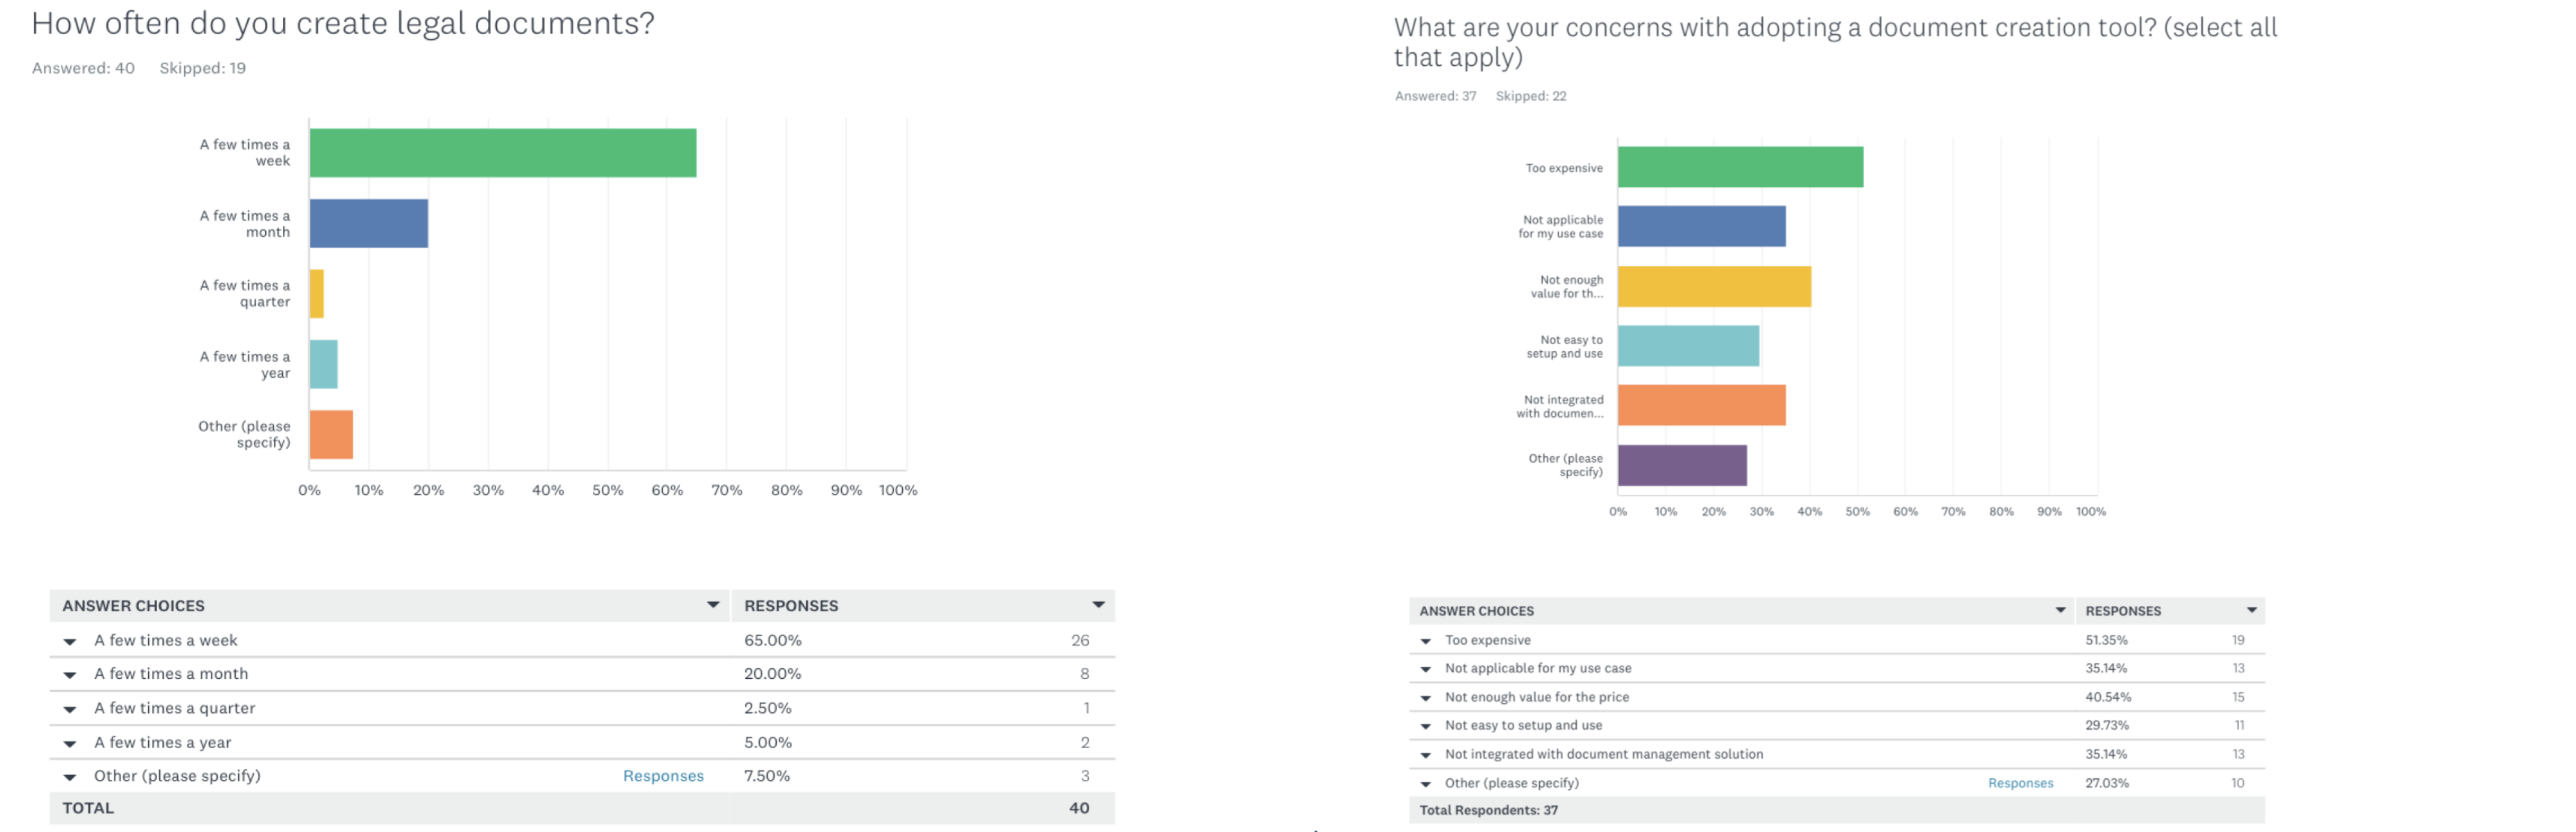 How often do you create legal documents?
Answered: 40 Skipped: 19
A few times a
week
A few times a
month
A few times a
quarter
A few times a
year
Other (please
specify)
0% 10% 20% 30% 40% 50% 60% 70% 80% 90% 100%
ANSWER CHOICES RESPONSES
A few times a week 65.00% 26
A few times a month 20.00% 8
A few times a quarter 2.50% 1
A few times a year 5.00% 2
Other (please specify) Responses 7.50% 3
TOTAL 40
What are your concerns with adopting a document creation tool? (select all
that apply)
Answered: 37 Skipped: 22
Too expensive
Not applicable
for my use case
Not enough
value for th...
Not easy to
setup and use
Not integrated
with documen...
Other (please
specify)
0% 10% 20% 30% 40% 50% 60% 70% 80% 90% 100%
ANSWER CHOICES RESPONSES
Too expensive 51.35% 19
Not applicable for my use case 35.14% 13
Not enough value for the price 40.54% 15
Not easy to setup and use 29.73% 11
Not integrated with document management solution 35.14% 13
Other (please specify) Responses 27.03% 10
Total Respondents: 37